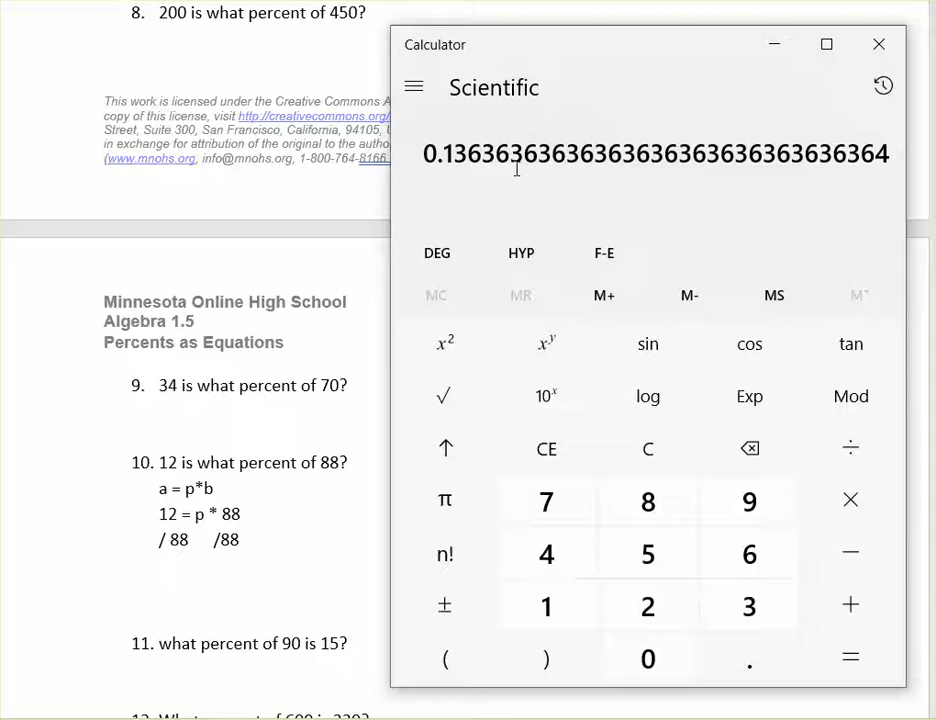 8. 200 is what percent of 450?
This work is licensed under the Creative Commons A
copy of this license, visit http://creativecommons.org/
Street, Suite 300, San Francisco, California, 94105, U
in exchange for attribution of the original to the autho
(www.mnohs.org, info@mnohs.org, 1-800-764-8166
Minnesota Online High School
Algebra 1.5
Percents as Equations
9. 34 is what percent of 70?
10. 12 is what percent of 88?
a = p*b
12 = p * 88
/ 88 /88
11. what percent of 90 is 15?
Calculator
Scientific
0.13636363636363636363636363636364
DEG HYP F-E
MC MR M+ M- MS M˅
x² xʸ sin cos tan
√ 10ˣ log Exp Mod
↑ CE C ÷
π 7 8 9 ×
n! 4 5 6 −
± 1 2 3 +
( ) 0 . =